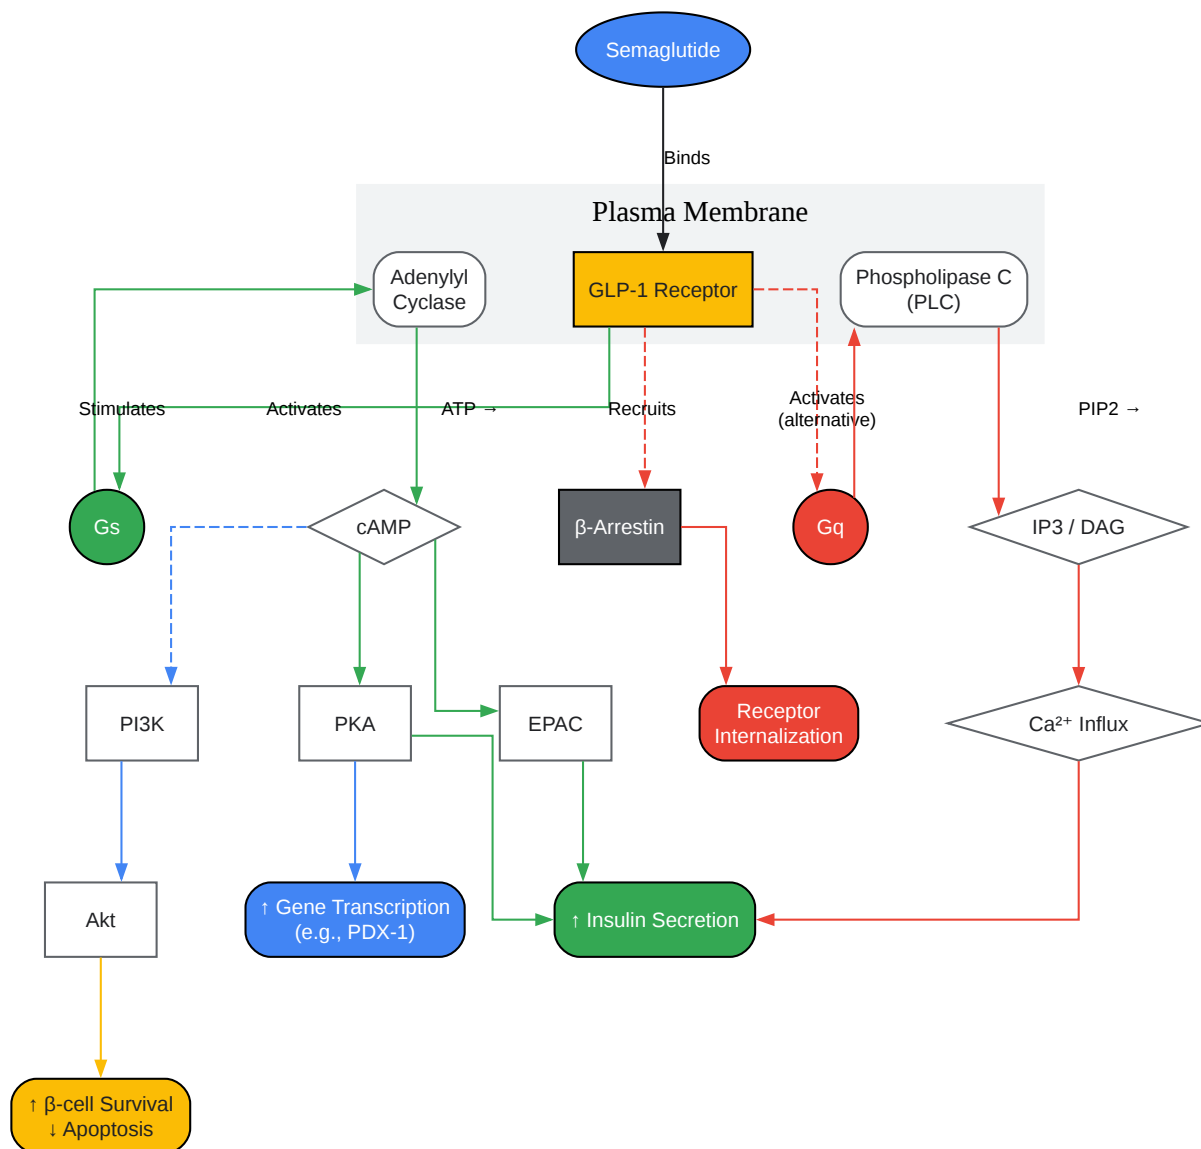 Semaglutide
Binds
Plasma Membrane
Adenylyl
Cyclase
GLP-1 Receptor
Phospholipase C
(PLC)
Stimulates
Activates
ATP →
Recruits
Activates
(alternative)
PIP2 →
Gs
cAMP
β-Arrestin
Gq
IP3 / DAG
PI3K
PKA
EPAC
Receptor
Internalization
Ca²⁺ Influx
Akt
↑ Gene Transcription
(e.g., PDX-1)
↑ Insulin Secretion
↑ β-cell Survival
↓ Apoptosis